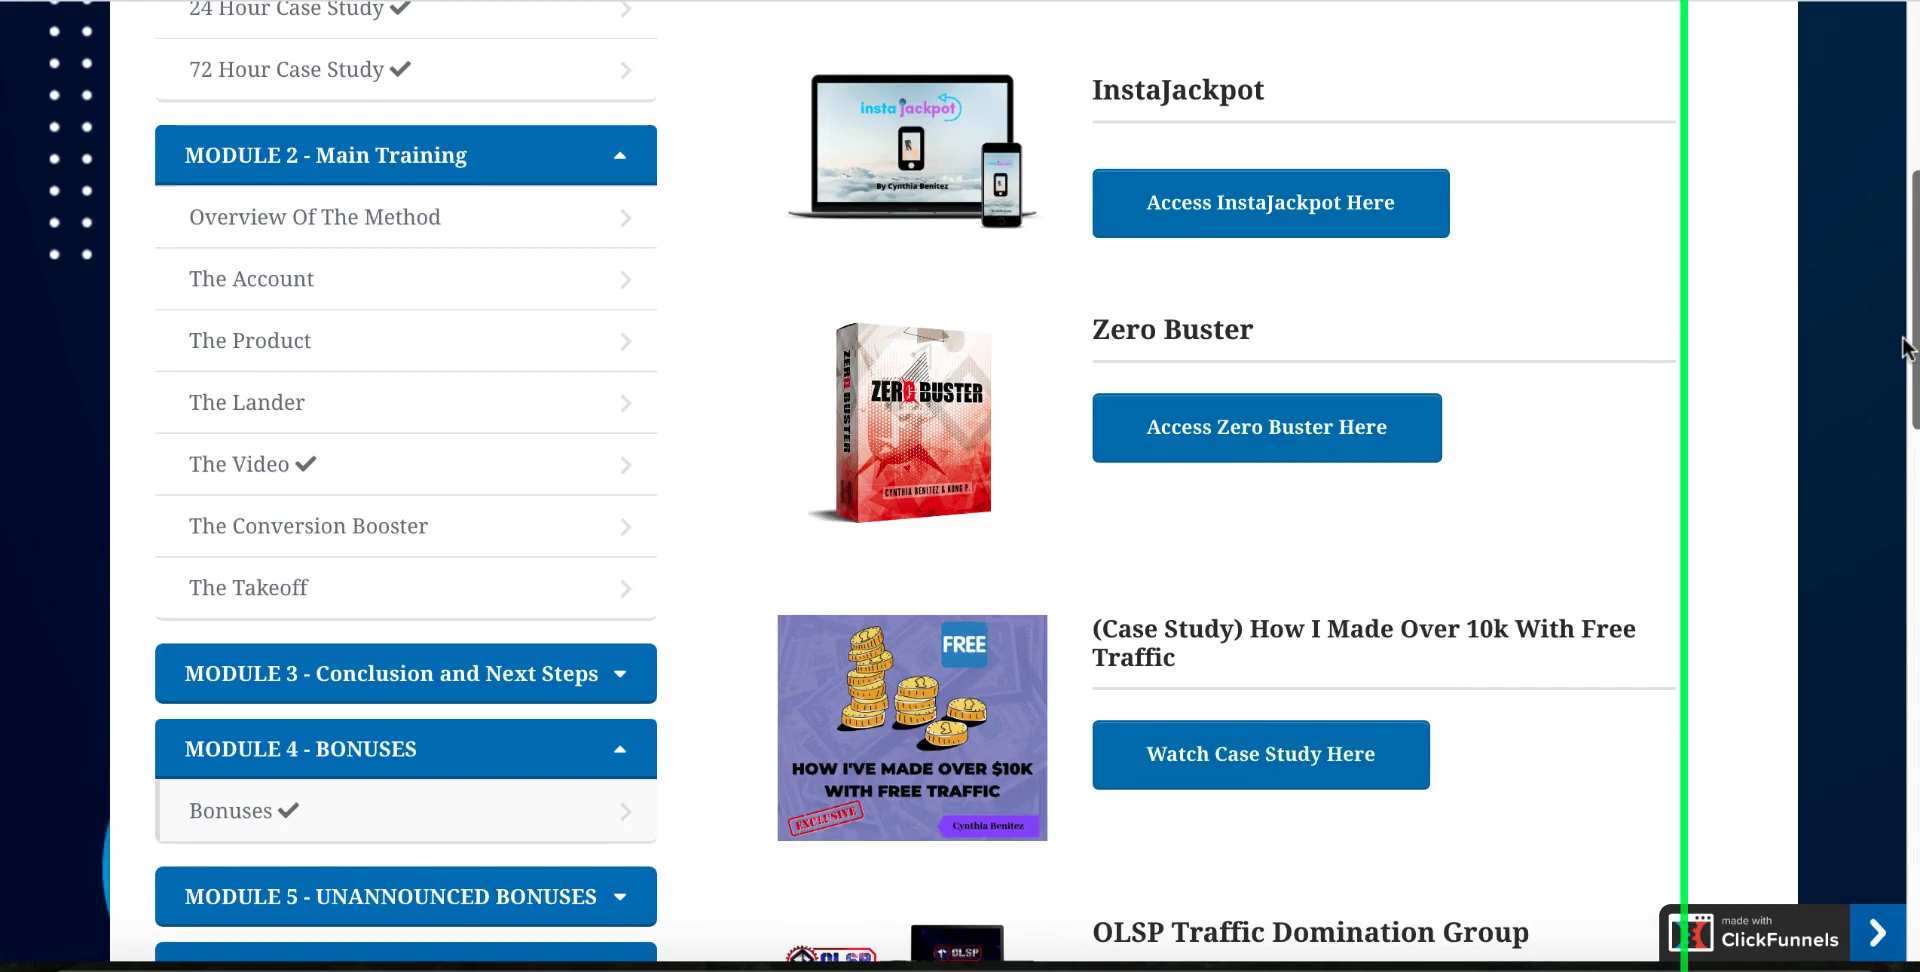 24 Hour Case Study
72 Hour Case Study
MODULE 2 - Main Training
Overview Of The Method
The Account
The Product
The Lander
The Video
The Conversion Booster
The Takeoff
MODULE 3 - Conclusion and Next Steps
MODULE 4 - BONUSES
Bonuses
MODULE 5 - UNANNOUNCED BONUSES
insta jackpot
By Cynthia Benitez
InstaJackpot
Access InstaJackpot Here
ZERO BUSTER
ZERO BUSTER
CYNTHIA BENITEZ & KUNG P.
Zero Buster
Access Zero Buster Here
FREE
HOW I'VE MADE OVER $10K
WITH FREE TRAFFIC
EXCLUSIVE
Cynthia Benitez
(Case Study) How I Made Over 10k With Free
Traffic
Watch Case Study Here
OLSP
OLSP
OLSP Traffic Domination Group
made with
ClickFunnels